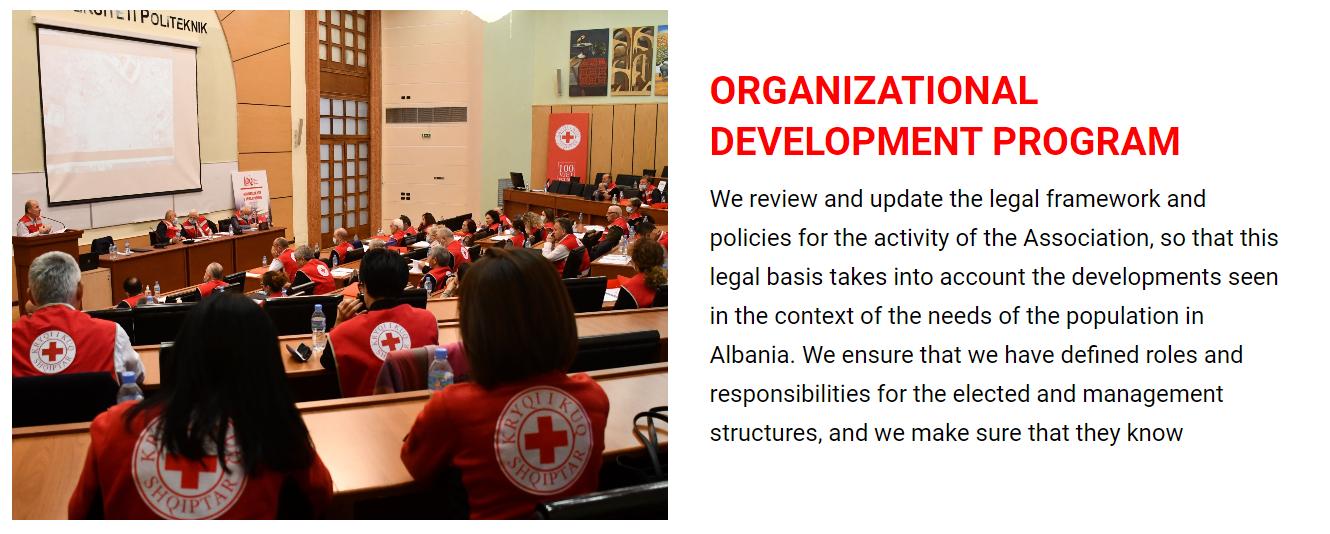 UNIVERSITETI POLITEKNIK
100
KRYQI I KUQ
SHQIPTAR
KRYQI I KUQ
SHQIPTAR
KRYQI I KUQ
SHQIPTAR
SHQIPTAR
ORGANIZATIONAL
DEVELOPMENT PROGRAM
We review and update the legal framework and
policies for the activity of the Association, so that this
legal basis takes into account the developments seen
in the context of the needs of the population in
Albania. We ensure that we have defined roles and
responsibilities for the elected and management
structures, and we make sure that they know